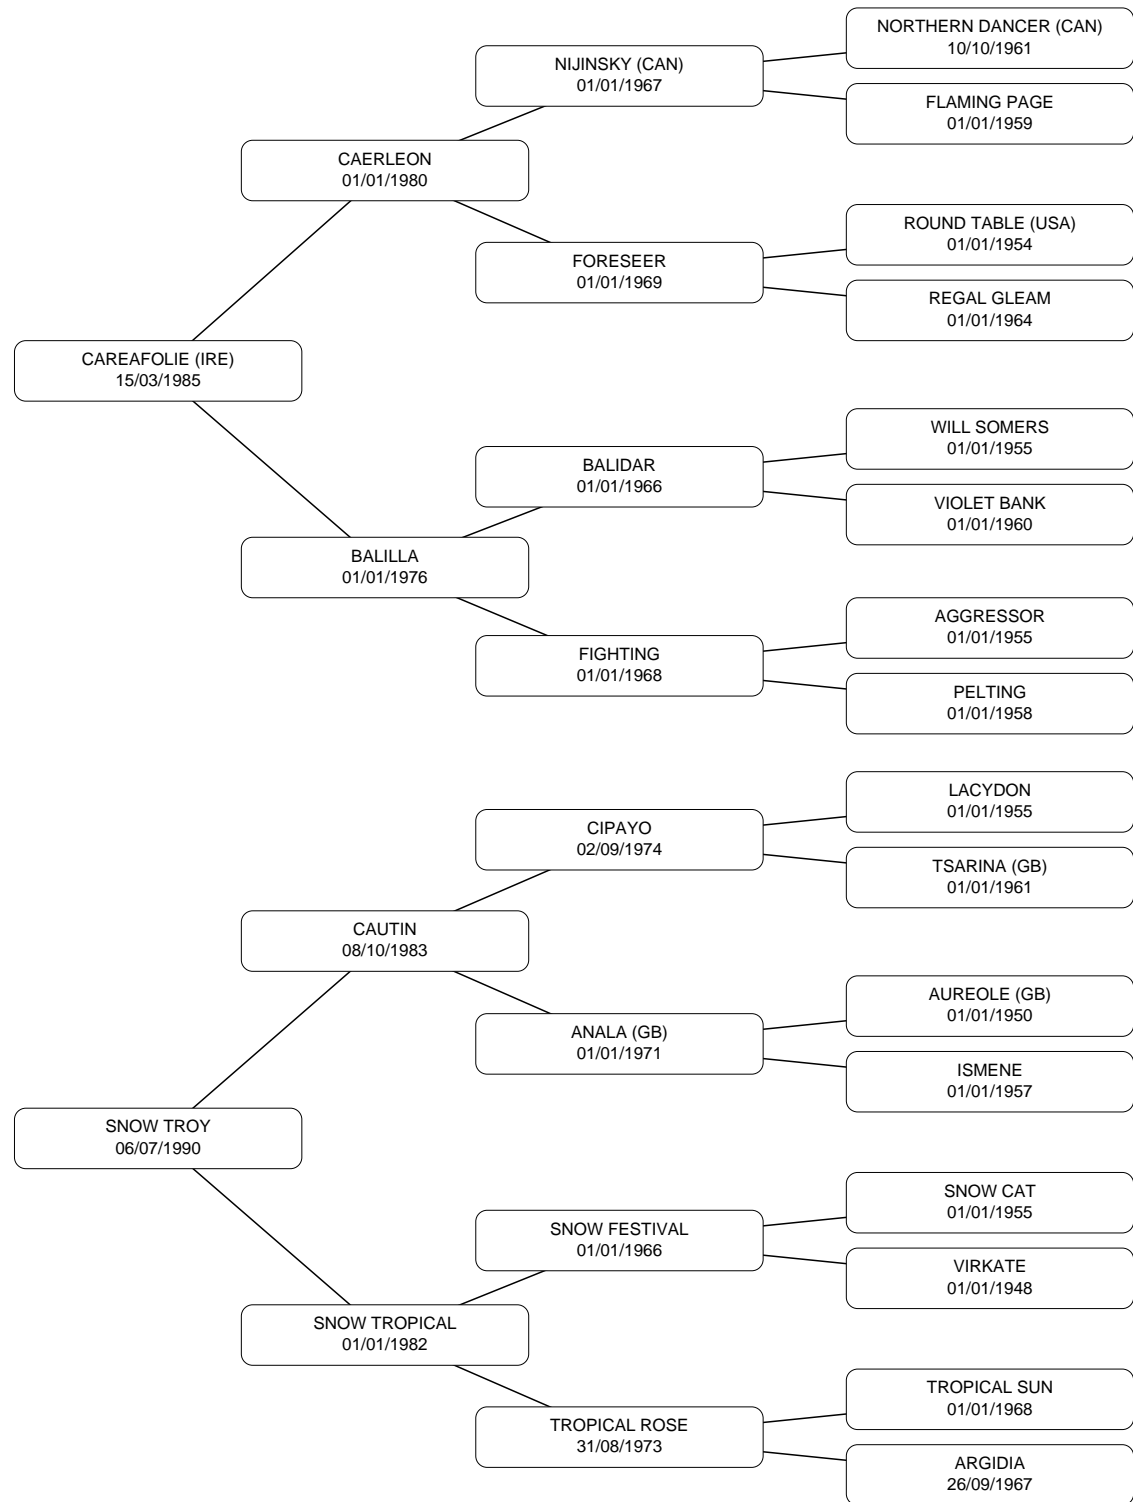 NORTHERN DANCER (CAN)
10/10/1961
NIJINSKY (CAN)
01/01/1967
FLAMING PAGE
01/01/1959
CAERLEON
01/01/1980
ROUND TABLE (USA)
01/01/1954
FORESEER
01/01/1969
REGAL GLEAM
01/01/1964
CAREAFOLIE (IRE)
15/03/1985
WILL SOMERS
01/01/1955
BALIDAR
01/01/1966
VIOLET BANK
01/01/1960
BALILLA
01/01/1976
AGGRESSOR
01/01/1955
FIGHTING
01/01/1968
PELTING
01/01/1958
LACYDON
01/01/1955
CIPAYO
02/09/1974
TSARINA (GB)
01/01/1961
CAUTIN
08/10/1983
AUREOLE (GB)
01/01/1950
ANALA (GB)
01/01/1971
ISMENE
01/01/1957
SNOW TROY
06/07/1990
SNOW CAT
01/01/1955
SNOW FESTIVAL
01/01/1966
VIRKATE
01/01/1948
SNOW TROPICAL
01/01/1982
TROPICAL SUN
01/01/1968
TROPICAL ROSE
31/08/1973
ARGIDIA
26/09/1967